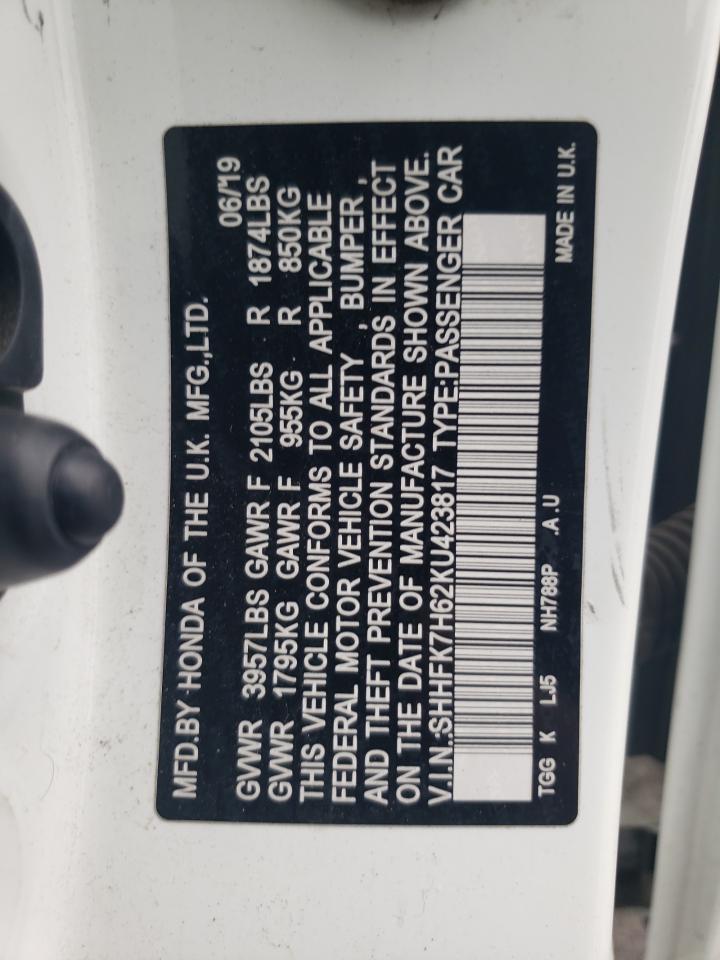 MFD.BY HONDA OF THE U.K. MFG.,LTD. 06/'19
GVWR 3957LBS GAWR F 2105LBS R 1874LBS
GVWR 1795KG GAWR F 955KG R 850KG
THIS VEHICLE CONFORMS TO ALL APPLICABLE
FEDERAL MOTOR VEHICLE SAFETY , BUMPER ,
AND THEFT PREVENTION STANDARDS IN EFFECT
ON THE DATE OF MANUFACTURE SHOWN ABOVE.
V.I.N.:SHHFK7H62KU423817 TYPE:PASSENGER CAR
TGG K LJ5 NH788P .A .U MADE IN U.K.